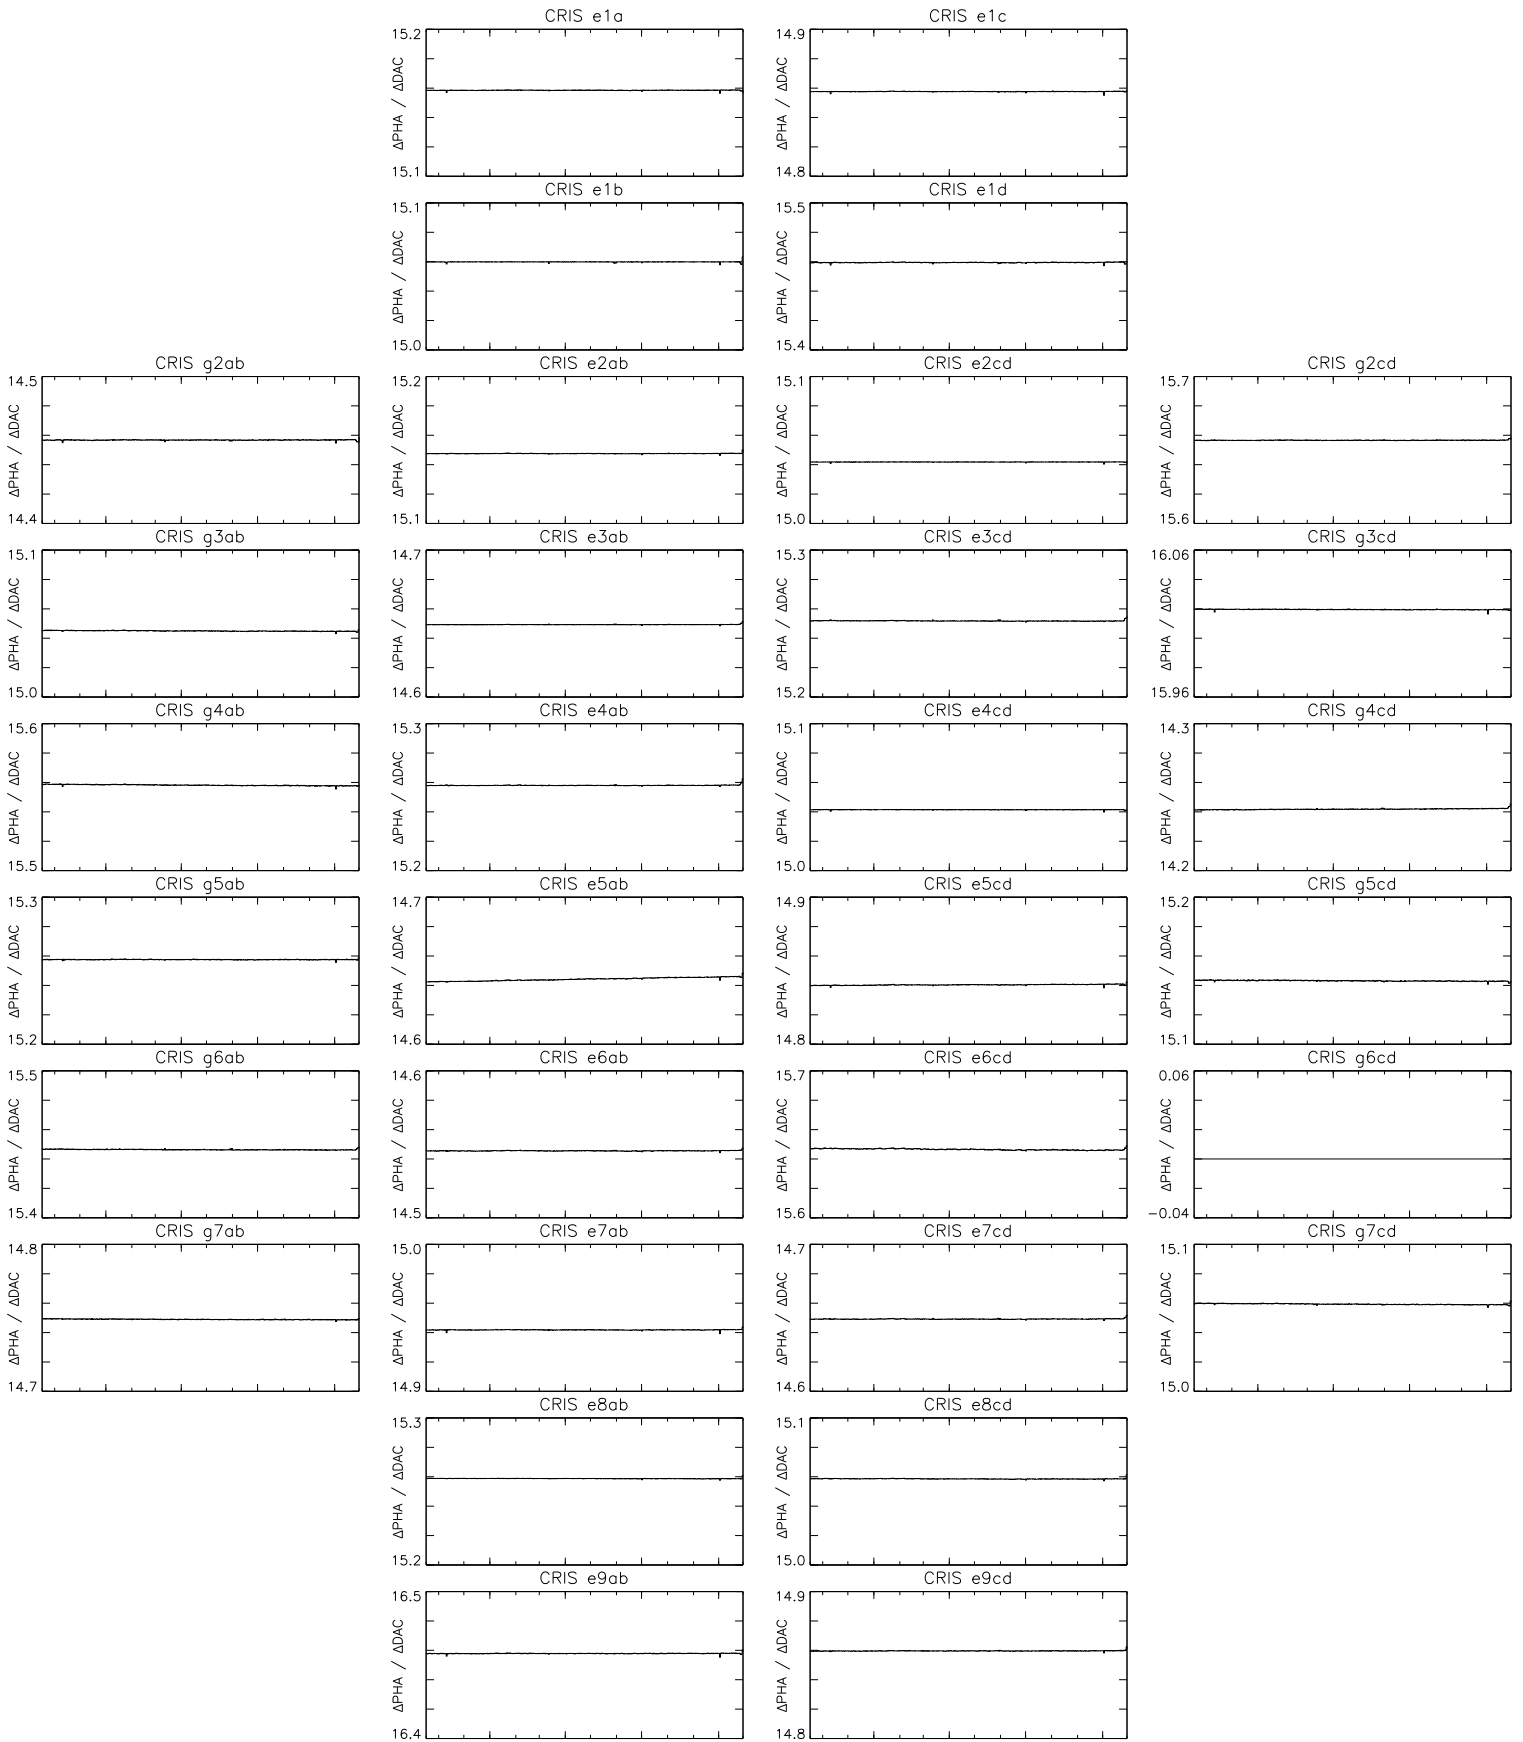 CRIS e1a
15.2
ΔPHA / ΔDAC
15.1
CRIS e1c
14.9
ΔPHA / ΔDAC
14.8
CRIS e1b
15.1
ΔPHA / ΔDAC
15.0
CRIS e1d
15.5
ΔPHA / ΔDAC
15.4
CRIS g2ab
14.5
ΔPHA / ΔDAC
14.4
CRIS e2ab
15.2
ΔPHA / ΔDAC
15.1
CRIS e2cd
15.1
ΔPHA / ΔDAC
15.0
CRIS g2cd
15.7
ΔPHA / ΔDAC
15.6
CRIS g3ab
15.1
ΔPHA / ΔDAC
15.0
CRIS e3ab
14.7
ΔPHA / ΔDAC
14.6
CRIS e3cd
15.3
ΔPHA / ΔDAC
15.2
CRIS g3cd
16.06
ΔPHA / ΔDAC
15.96
CRIS g4ab
15.6
ΔPHA / ΔDAC
15.5
CRIS e4ab
15.3
ΔPHA / ΔDAC
15.2
CRIS e4cd
15.1
ΔPHA / ΔDAC
15.0
CRIS g4cd
14.3
ΔPHA / ΔDAC
14.2
CRIS g5ab
15.3
ΔPHA / ΔDAC
15.2
CRIS e5ab
14.7
ΔPHA / ΔDAC
14.6
CRIS e5cd
14.9
ΔPHA / ΔDAC
14.8
CRIS g5cd
15.2
ΔPHA / ΔDAC
15.1
CRIS g6ab
15.5
ΔPHA / ΔDAC
15.4
CRIS e6ab
14.6
ΔPHA / ΔDAC
14.5
CRIS e6cd
15.7
ΔPHA / ΔDAC
15.6
CRIS g6cd
0.06
ΔPHA / ΔDAC
−0.04
CRIS g7ab
14.8
ΔPHA / ΔDAC
14.7
CRIS e7ab
15.0
ΔPHA / ΔDAC
14.9
CRIS e7cd
14.7
ΔPHA / ΔDAC
14.6
CRIS g7cd
15.1
ΔPHA / ΔDAC
15.0
CRIS e8ab
15.3
ΔPHA / ΔDAC
15.2
CRIS e8cd
15.1
ΔPHA / ΔDAC
15.0
CRIS e9ab
16.5
ΔPHA / ΔDAC
16.4
CRIS e9cd
14.9
ΔPHA / ΔDAC
14.8